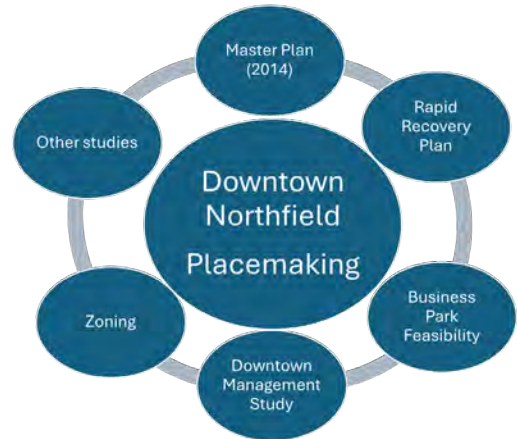 Master Plan
(2014)
Rapid
Recovery
Plan
Other studies
Downtown
Northfield
Placemaking
Zoning
Business
Park
Feasibility
Downtown
Management
Study